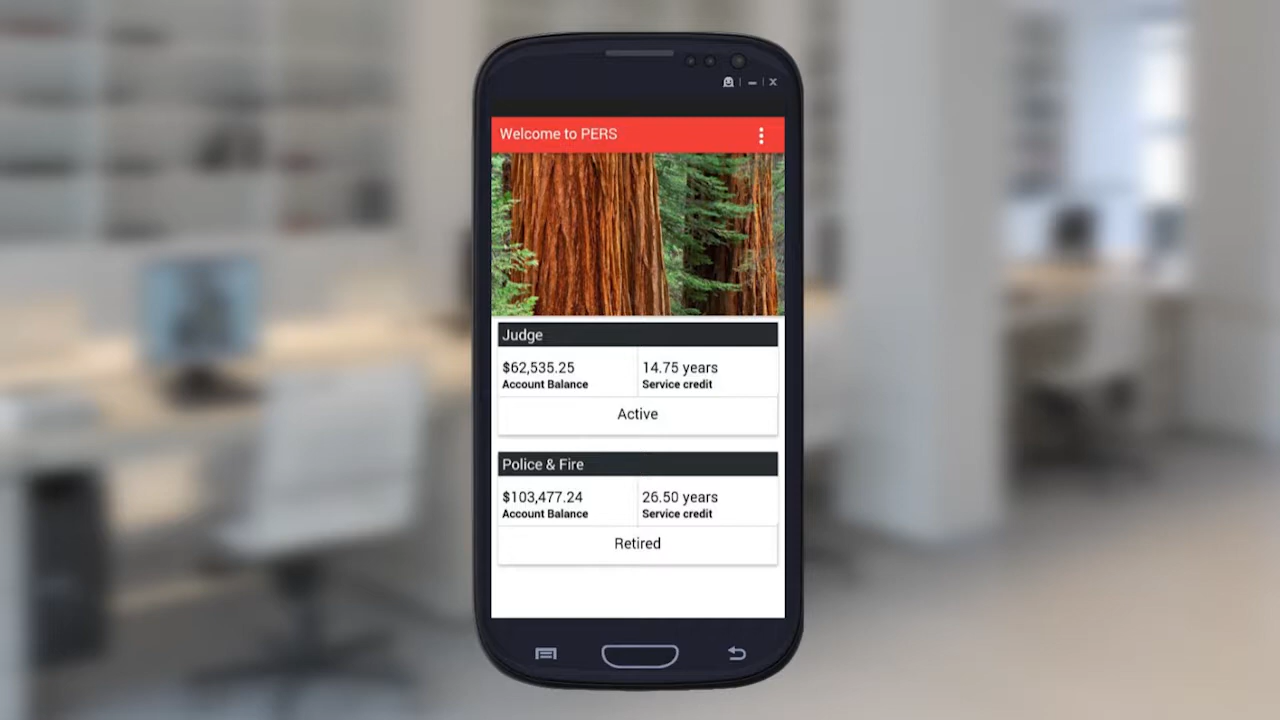 Welcome to PERS
Judge
$62,535.25 14.75 years
Account Balance Service credit
Active
Police & Fire
$103,477.24 26.50 years
Account Balance Service credit
Retired